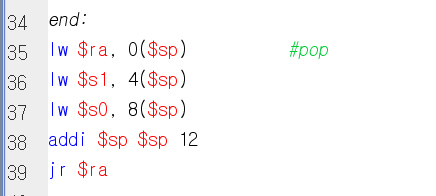 34 end:
35 lw $ra, 0($sp) #pop
36 lw $s1, 4($sp)
37 lw $s0, 8($sp)
38 addi $sp $sp 12
39 jr $ra